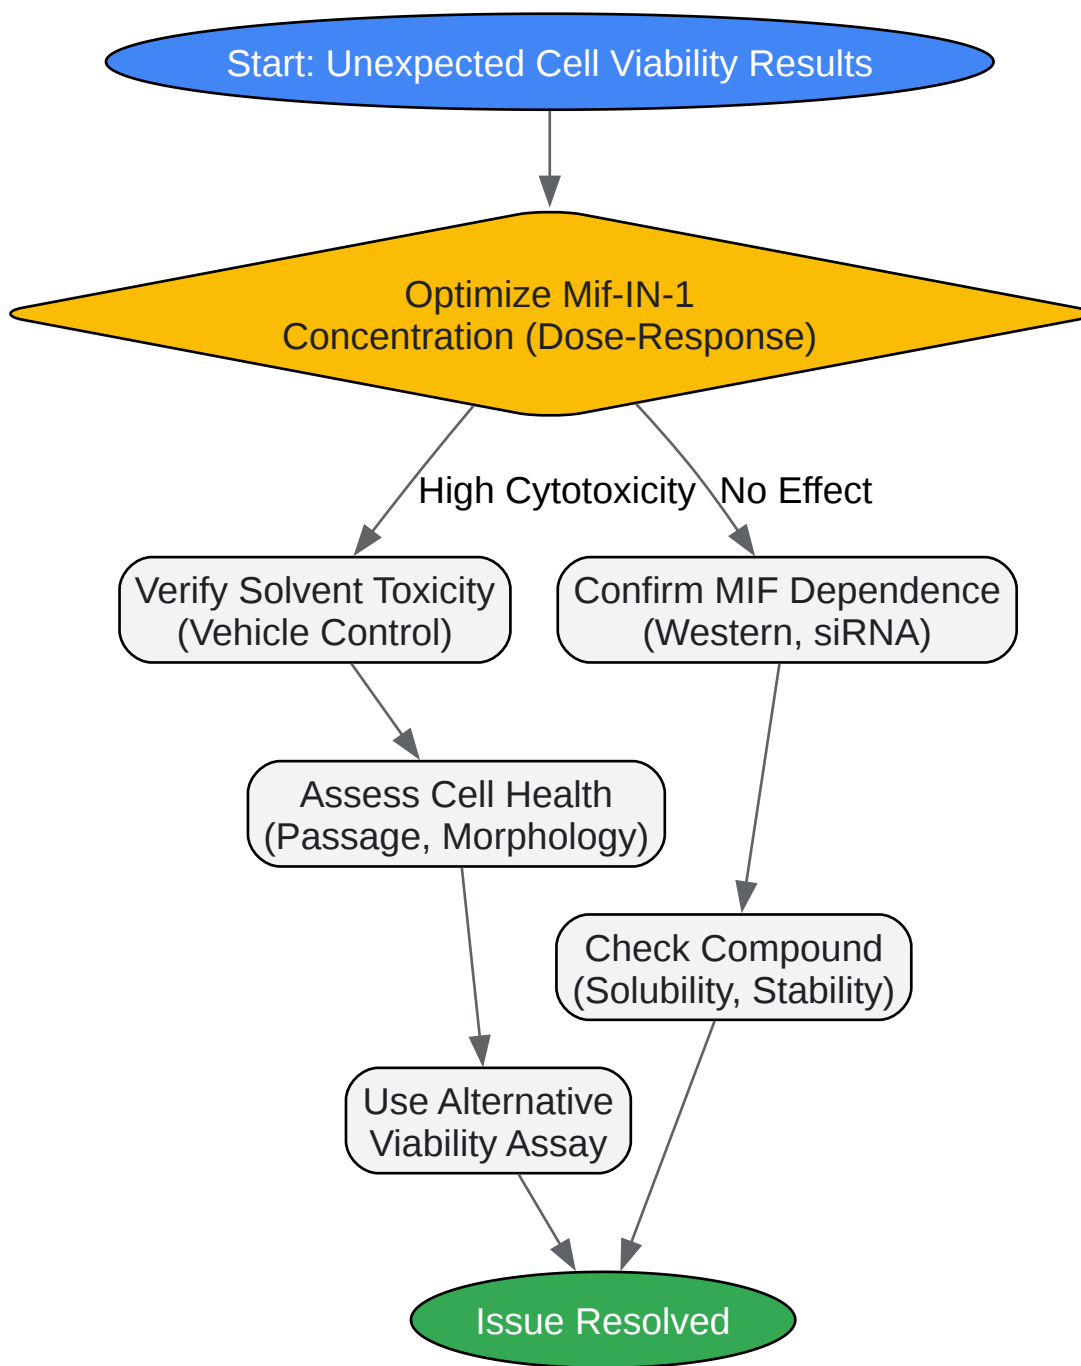 Start: Unexpected Cell Viability Results
Optimize Mif-IN-1
Concentration (Dose-Response)
High Cytotoxicity
No Effect
Verify Solvent Toxicity
(Vehicle Control)
Confirm MIF Dependence
(Western, siRNA)
Assess Cell Health
(Passage, Morphology)
Check Compound
(Solubility, Stability)
Use Alternative
Viability Assay
Issue Resolved